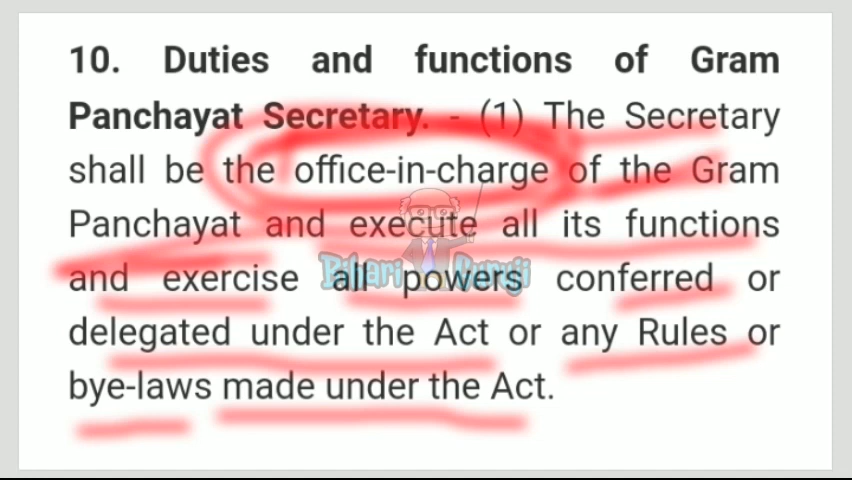 10. Duties and functions of Gram
Panchayat Secretary. - (1) The Secretary
shall be the office-in-charge of the Gram
Panchayat and execute all its functions
and exercise all powers conferred or
Bihari Guruji
delegated under the Act or any Rules or
bye-laws made under the Act.